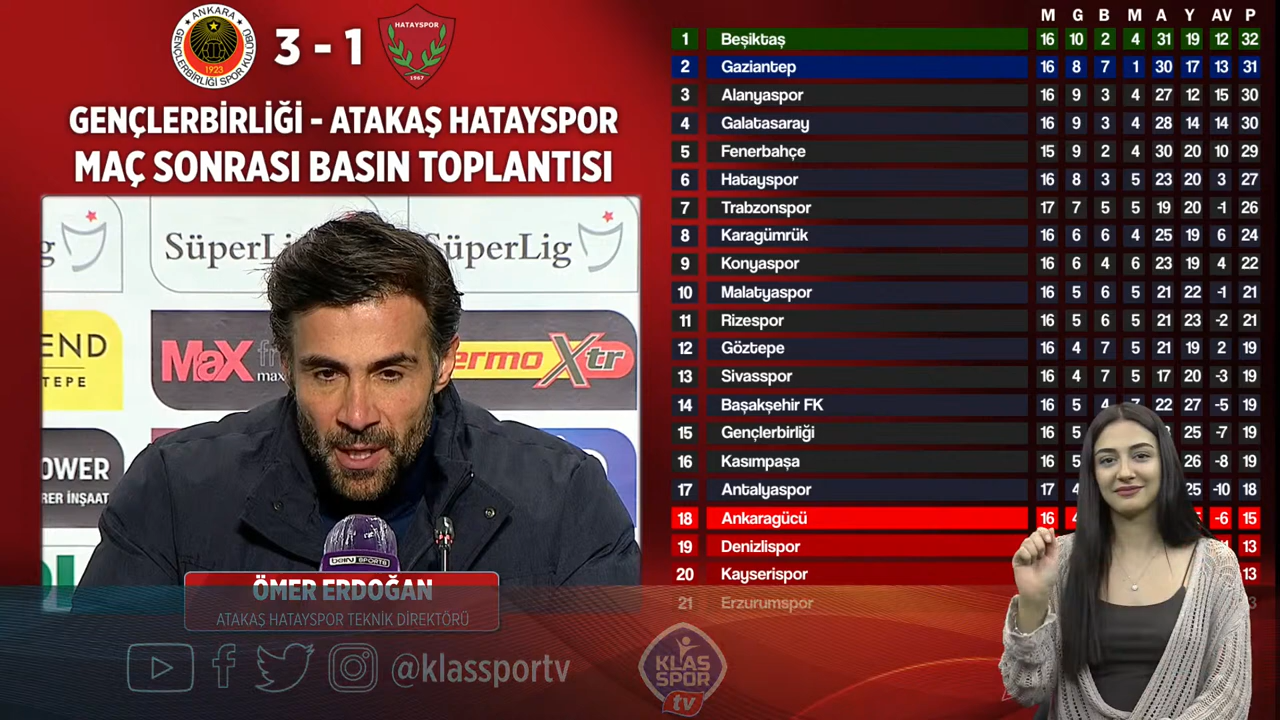 ANKARA
GENÇLERBİRLİĞİ SPOR KULÜBÜ
1923
3 - 1
HATAYSPOR
1967
GENÇLERBİRLİĞİ - ATAKAŞ HATAYSPOR
MAÇ SONRASI BASIN TOPLANTISI
SüperLig
SüperLig
END
TEPE
MaX
max
ermo Xtr
OWER
RER İNŞAAT
beIN SPORTS
ÖMER ERDOĞAN
ATAKAŞ HATAYSPOR TEKNİK DİREKTÖRÜ
@klassportv
KLAS
SPOR
tv
M G B M A Y AV P
1 Beşiktaş 16 10 2 4 31 19 12 32
2 Gaziantep 16 8 7 1 30 17 13 31
3 Alanyaspor 16 9 3 4 27 12 15 30
4 Galatasaray 16 9 3 4 28 14 14 30
5 Fenerbahçe 15 9 2 4 30 20 10 29
6 Hatayspor 16 8 3 5 23 20 3 27
7 Trabzonspor 17 7 5 5 19 20 -1 26
8 Karagümrük 16 6 6 4 25 19 6 24
9 Konyaspor 16 6 4 6 23 19 4 22
10 Malatyaspor 16 5 6 5 21 22 -1 21
11 Rizespor 16 5 6 5 21 23 -2 21
12 Göztepe 16 4 7 5 21 19 2 19
13 Sivasspor 16 4 7 5 17 20 -3 19
14 Başakşehir FK 16 5 4 7 22 27 -5 19
15 Gençlerbirliği 16 5 25 -7 19
16 Kasımpaşa 16 5 26 -8 19
17 Antalyaspor 17 4 25 -10 18
18 Ankaragücü 16 4 -6 15
19 Denizlispor 13
20 Kayserispor 13
21 Erzurumspor